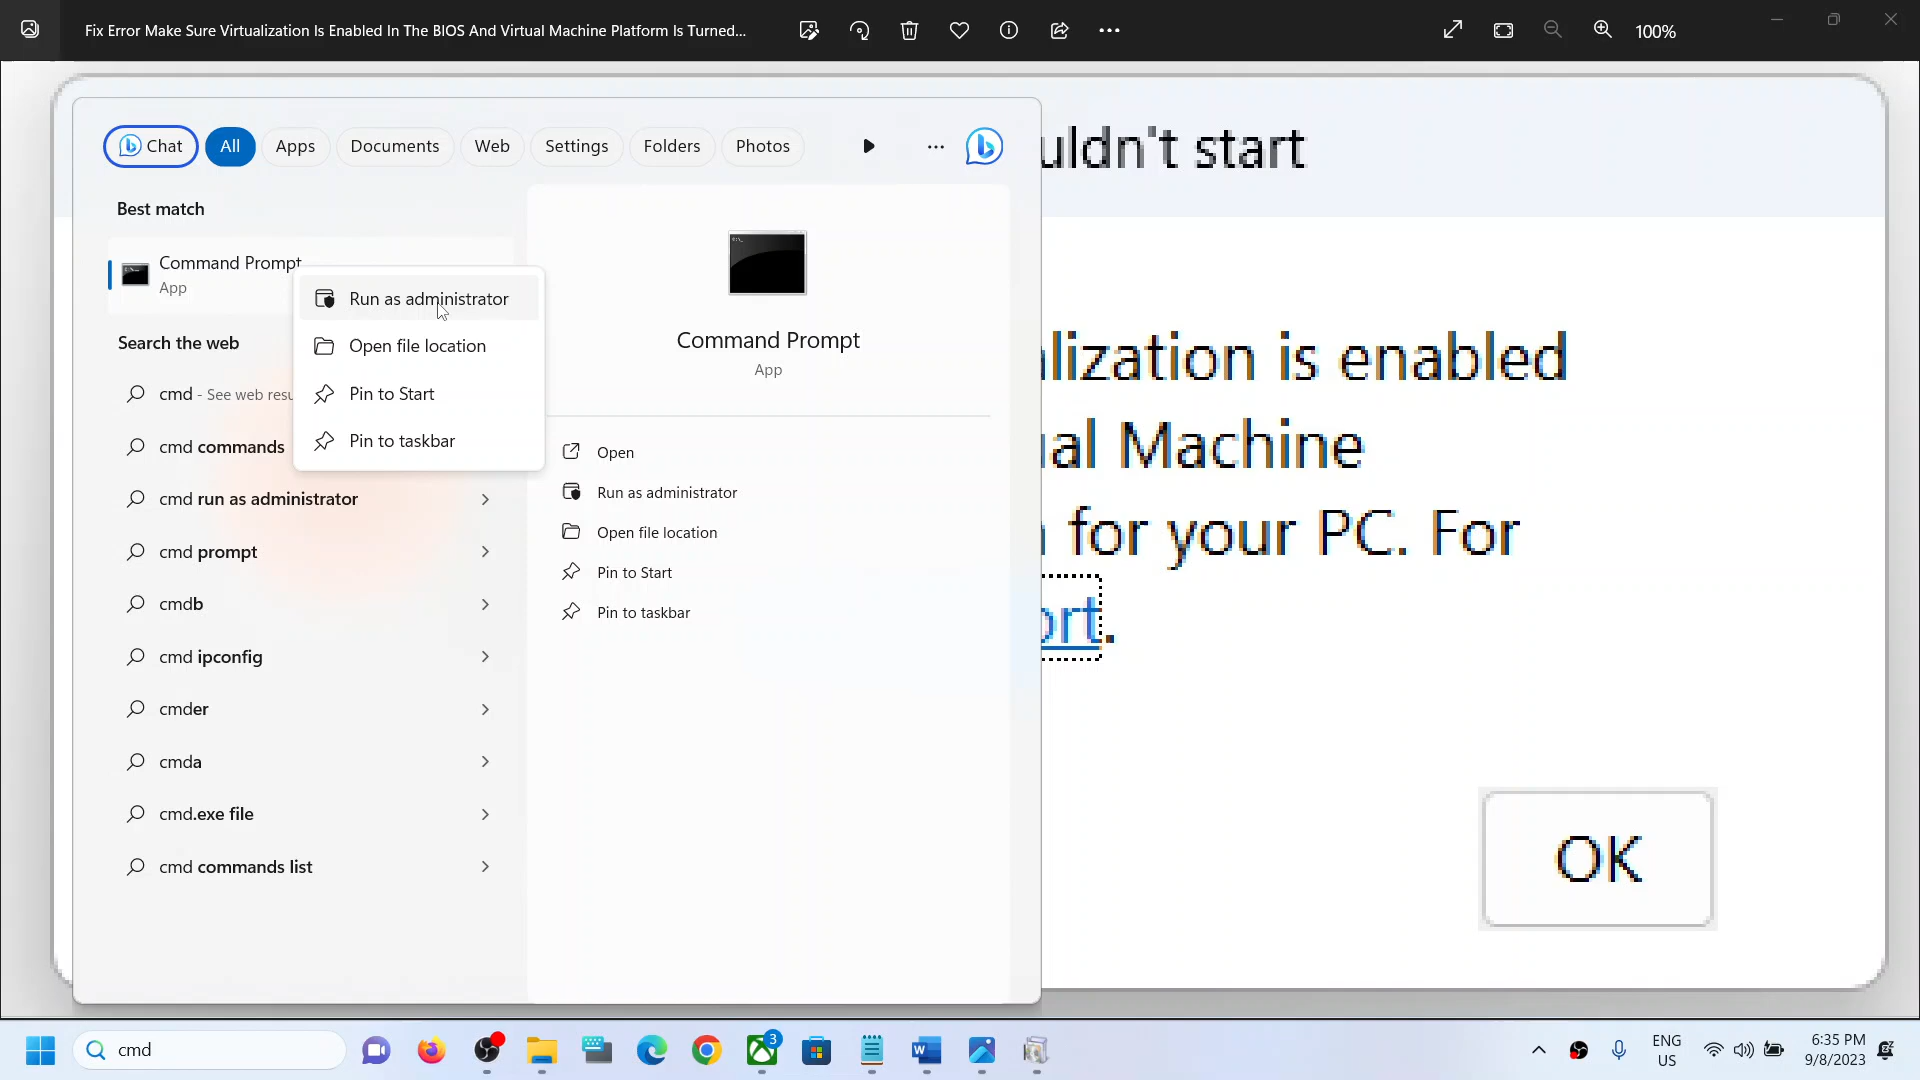 Fix Error Make Sure Virtualization Is Enabled In The BIOS And Virtual Machine Platform Is Turned...
100%
Chat
All
Apps
Documents
Web
Settings
Folders
Photos
uldn't start
Best match
Command Prompt
App
Run as administrator
Open file location
Pin to Start
Pin to taskbar
Search the web
cmd - See web resu
cmd commands
cmd run as administrator
cmd prompt
cmdb
cmd ipconfig
cmder
cmda
cmd.exe file
cmd commands list
Command Prompt
App
Open
Run as administrator
Open file location
Pin to Start
Pin to taskbar
lization is enabled
al Machine
for your PC. For
ort.
OK
cmd
3
ENG
US
6:35 PM
9/8/2023